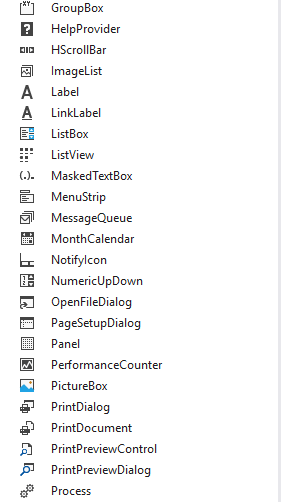 GroupBox
HelpProvider
HScrollBar
ImageList
Label
LinkLabel
ListBox
ListView
MaskedTextBox
MenuStrip
MessageQueue
MonthCalendar
NotifyIcon
NumericUpDown
OpenFileDialog
PageSetupDialog
Panel
PerformanceCounter
PictureBox
PrintDialog
PrintDocument
PrintPreviewControl
PrintPreviewDialog
Process